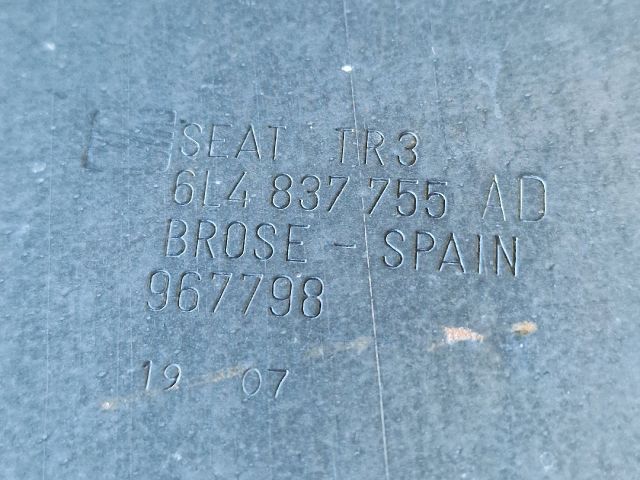 SEAT TR3
6L4 837 755 AD
BROSE - SPAIN
967798
19 07